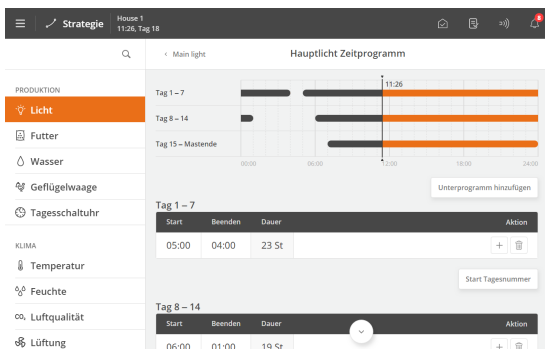 Strategie
House 1
11:26, Tag 18
8
Main light
Hauptlicht Zeitprogramm
PRODUKTION
Licht
Futter
Wasser
Geflügelwaage
Tagesschaltuhr
KLIMA
Temperatur
Feuchte
CO₂ Luftqualität
Lüftung
11:26
Tag 1 – 7
Tag 8 – 14
Tag 15 – Mastende
00:00 06:00 12:00 18:00 24:00
Unterprogramm hinzufügen
Tag 1 – 7
Start Beenden Dauer Aktion
05:00 04:00 23 St
Start Tagesnummer
Tag 8 – 14
Start Beenden Dauer Aktion
06:00 01:00 19 St